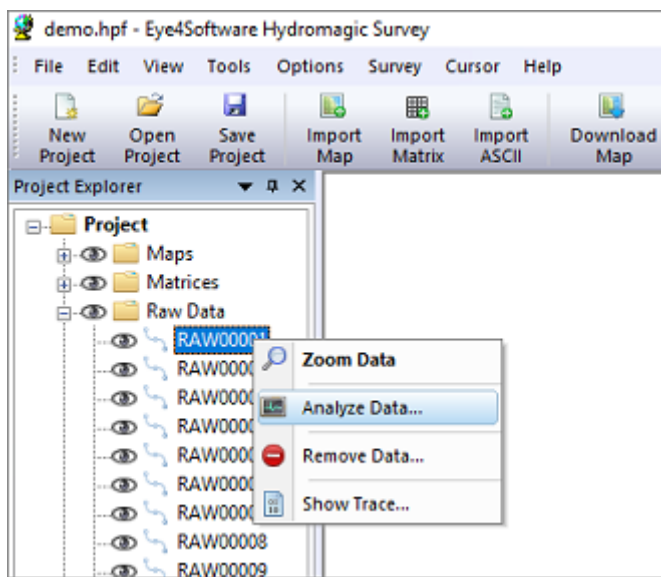 demo.hpf - Eye4Software Hydromagic Survey
File Edit View Tools Options Survey Cursor Help
New Project Open Project Save Project Import Map Import Matrix Import ASCII Download Map
Project Explorer
Project
Maps
Matrices
Raw Data
RAW00001
Zoom Data
Analyze Data...
Remove Data...
Show Trace...
RAW00008
RAW00009